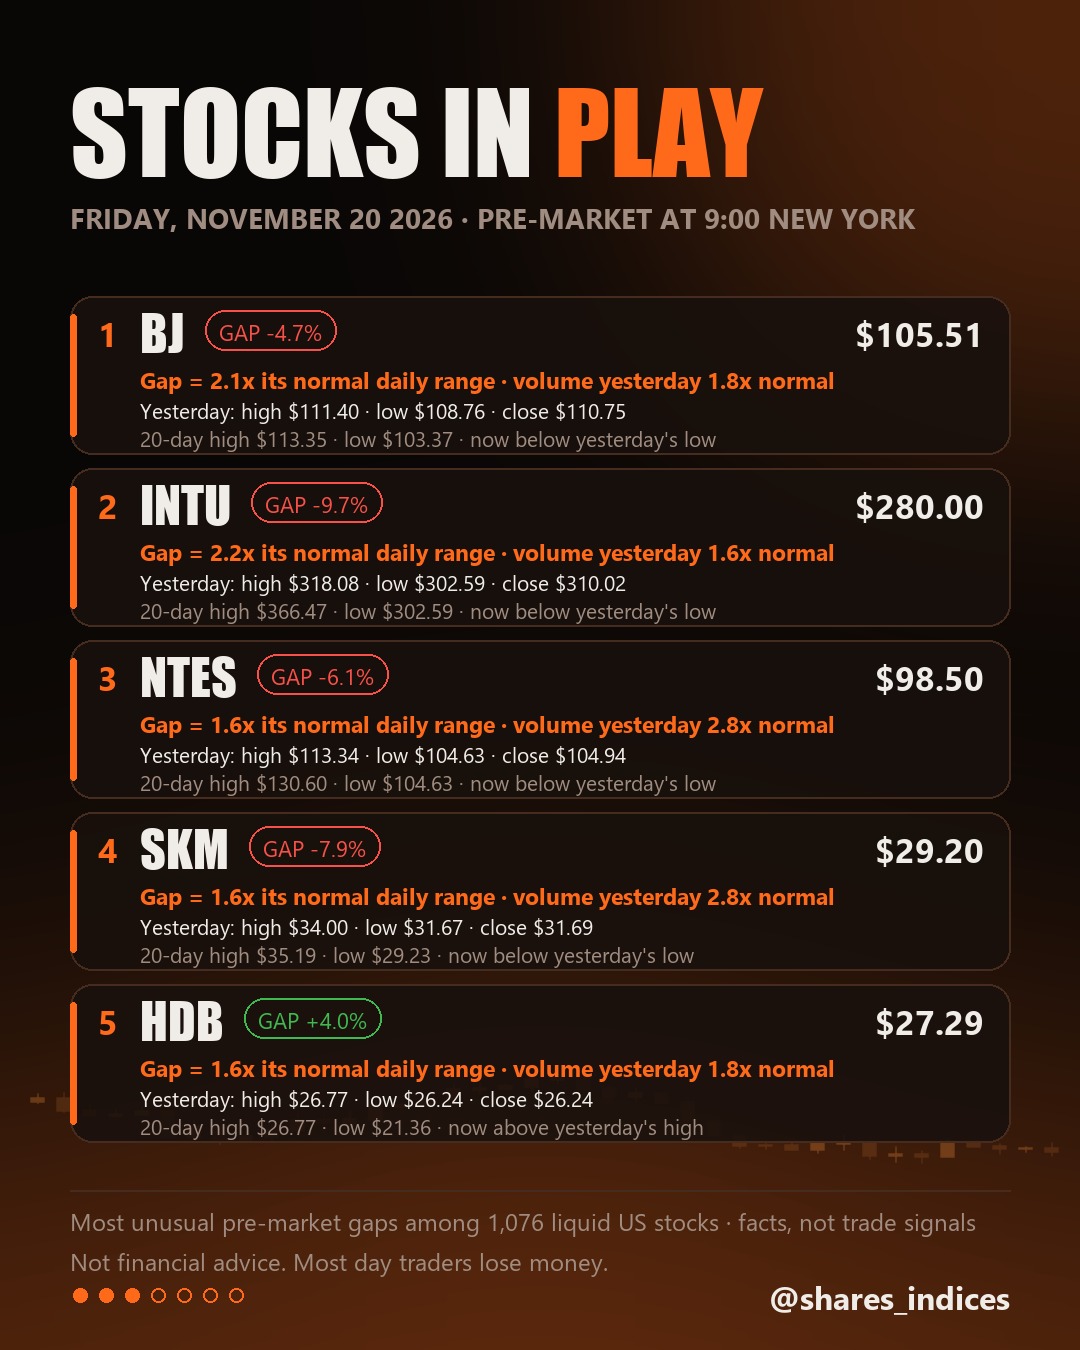 STOCKS IN PLAY
FRIDAY, NOVEMBER 20 2026 · PRE-MARKET AT 9:00 NEW YORK
1 BJ GAP -4.7% $105.51
Gap = 2.1x its normal daily range · volume yesterday 1.8x normal
Yesterday: high $111.40 · low $108.76 · close $110.75
20-day high $113.35 · low $103.37 · now below yesterday's low
2 INTU GAP -9.7% $280.00
Gap = 2.2x its normal daily range · volume yesterday 1.6x normal
Yesterday: high $318.08 · low $302.59 · close $310.02
20-day high $366.47 · low $302.59 · now below yesterday's low
3 NTES GAP -6.1% $98.50
Gap = 1.6x its normal daily range · volume yesterday 2.8x normal
Yesterday: high $113.34 · low $104.63 · close $104.94
20-day high $130.60 · low $104.63 · now below yesterday's low
4 SKM GAP -7.9% $29.20
Gap = 1.6x its normal daily range · volume yesterday 2.8x normal
Yesterday: high $34.00 · low $31.67 · close $31.69
20-day high $35.19 · low $29.23 · now below yesterday's low
5 HDB GAP +4.0% $27.29
Gap = 1.6x its normal daily range · volume yesterday 1.8x normal
Yesterday: high $26.77 · low $26.24 · close $26.24
20-day high $26.77 · low $21.36 · now above yesterday's high
Most unusual pre-market gaps among 1,076 liquid US stocks · facts, not trade signals
Not financial advice. Most day traders lose money.
@shares_indices